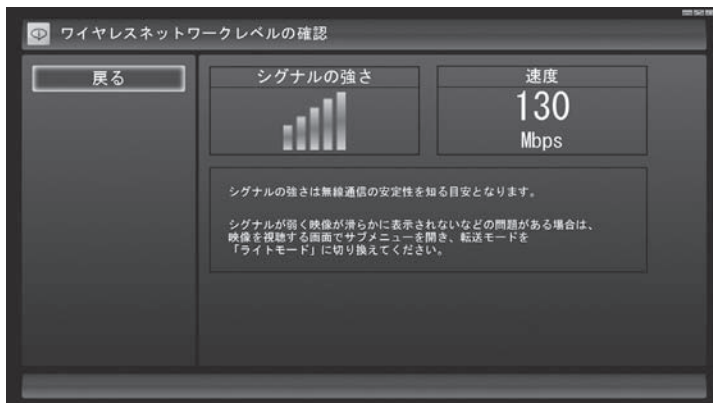 ワイヤレスネットワークレベルの確認
戻る
シグナルの強さ
速度
130
Mbps
シグナルの強さは無線通信の安定性を知る目安となります。
シグナルが弱く映像が滑らかに表示されないなどの問題がある場合は、
映像を視聴する画面でサブメニューを開き、転送モードを
「ライトモード」に切り換えてください。